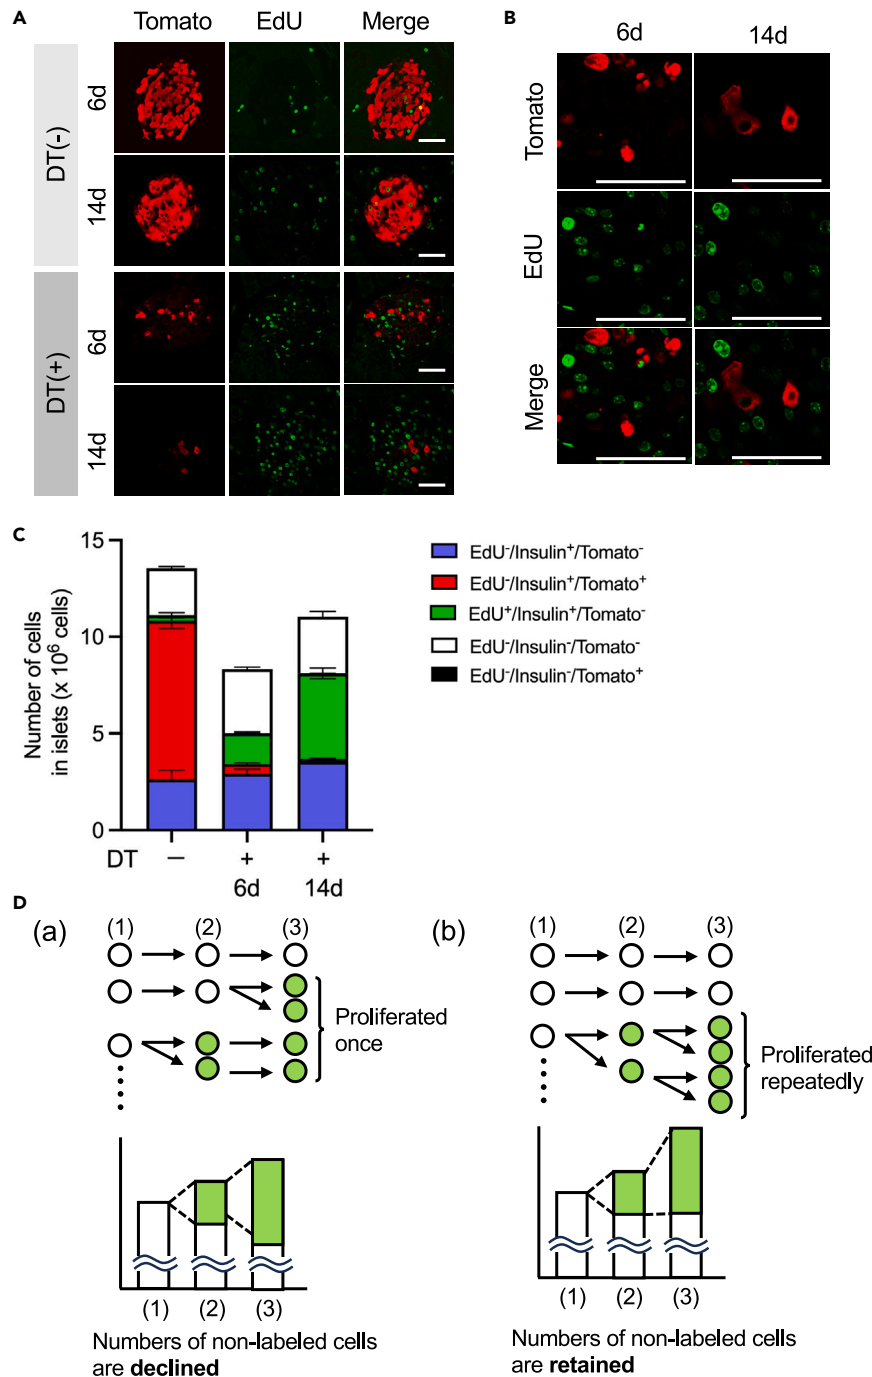 A
Tomato EdU Merge
DT(-)
6d
14d
DT(+)
6d
14d
B
6d 14d
Tomato
EdU
Merge
C
Number of cells
in islets (x 10⁶ cells)
15
10
5
0
DT − + +
6d 14d
EdU⁻/Insulin⁺/Tomato⁻
EdU⁻/Insulin⁺/Tomato⁺
EdU⁺/Insulin⁺/Tomato⁻
EdU⁻/Insulin⁻/Tomato⁻
EdU⁻/Insulin⁻/Tomato⁺
D
(a)
(1) (2) (3)
Proliferated
once
(1) (2) (3)
Numbers of non-labeled cells
are declined
(b)
(1) (2) (3)
Proliferated
repeatedly
(1) (2) (3)
Numbers of non-labeled cells
are retained